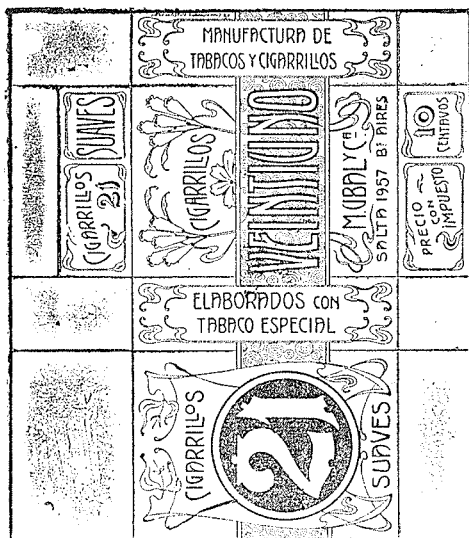 MANUFACTURA DE
TABACOS Y CIGARRILLOS
SUAVES
CIGARRILLOS
21
CIGARRILLOS
VEINTIUNO
M. UBAL Y Cª
SALTA 1957 Bˢ AIRES
10
CENTAVOS
PRECIO
CON
IMPUESTO
ELABORADOS CON
TABACO ESPECIAL
CIGARRILLOS
21
SUAVES